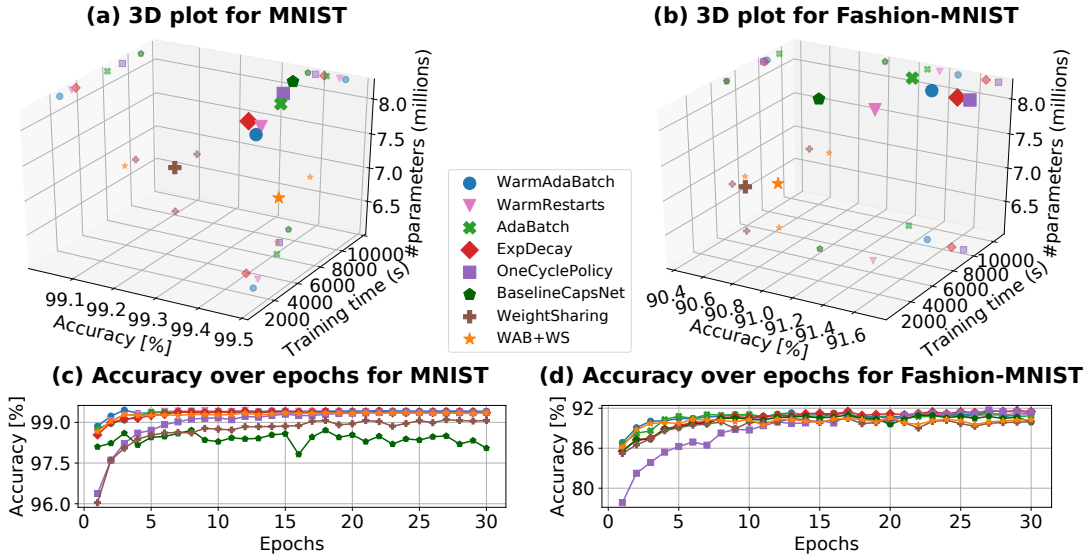 (a) 3D plot for MNIST
(b) 3D plot for Fashion-MNIST
8.0
7.5
7.0
6.5
#parameters (millions)
99.1
99.2
99.3
99.4
99.5
Accuracy [%]
2000
4000
6000
8000
10000
Training time (s)
WarmAdaBatch
WarmRestarts
AdaBatch
ExpDecay
OneCyclePolicy
BaselineCapsNet
WeightSharing
WAB+WS
8.0
7.5
7.0
6.5
#parameters (millions)
90.4
90.6
90.8
91.0
91.2
91.4
91.6
Accuracy [%]
2000
4000
6000
8000
10000
Training time (s)
(c) Accuracy over epochs for MNIST
Accuracy [%]
99.0
97.5
96.0
0 5 10 15 20 25 30
Epochs
(d) Accuracy over epochs for Fashion-MNIST
Accuracy [%]
92
86
80
0 5 10 15 20 25 30
Epochs